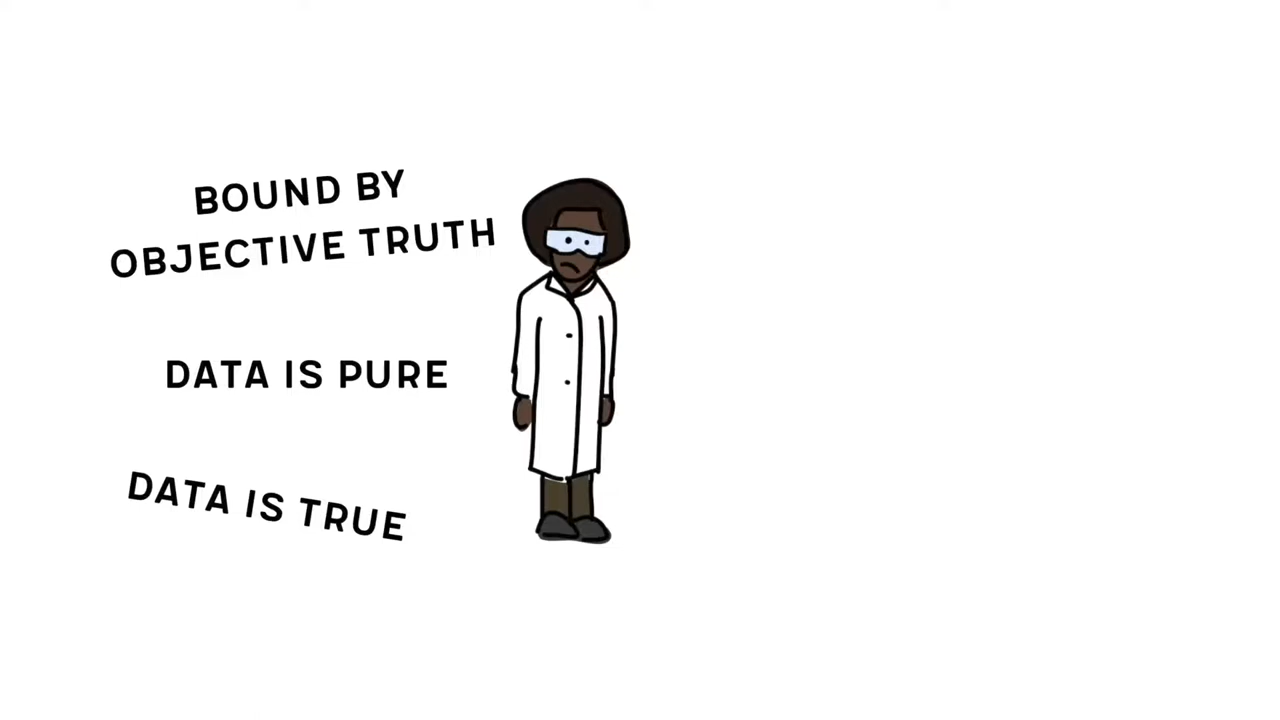 BOUND BY
OBJECTIVE TRUTH
DATA IS PURE
DATA IS TRUE